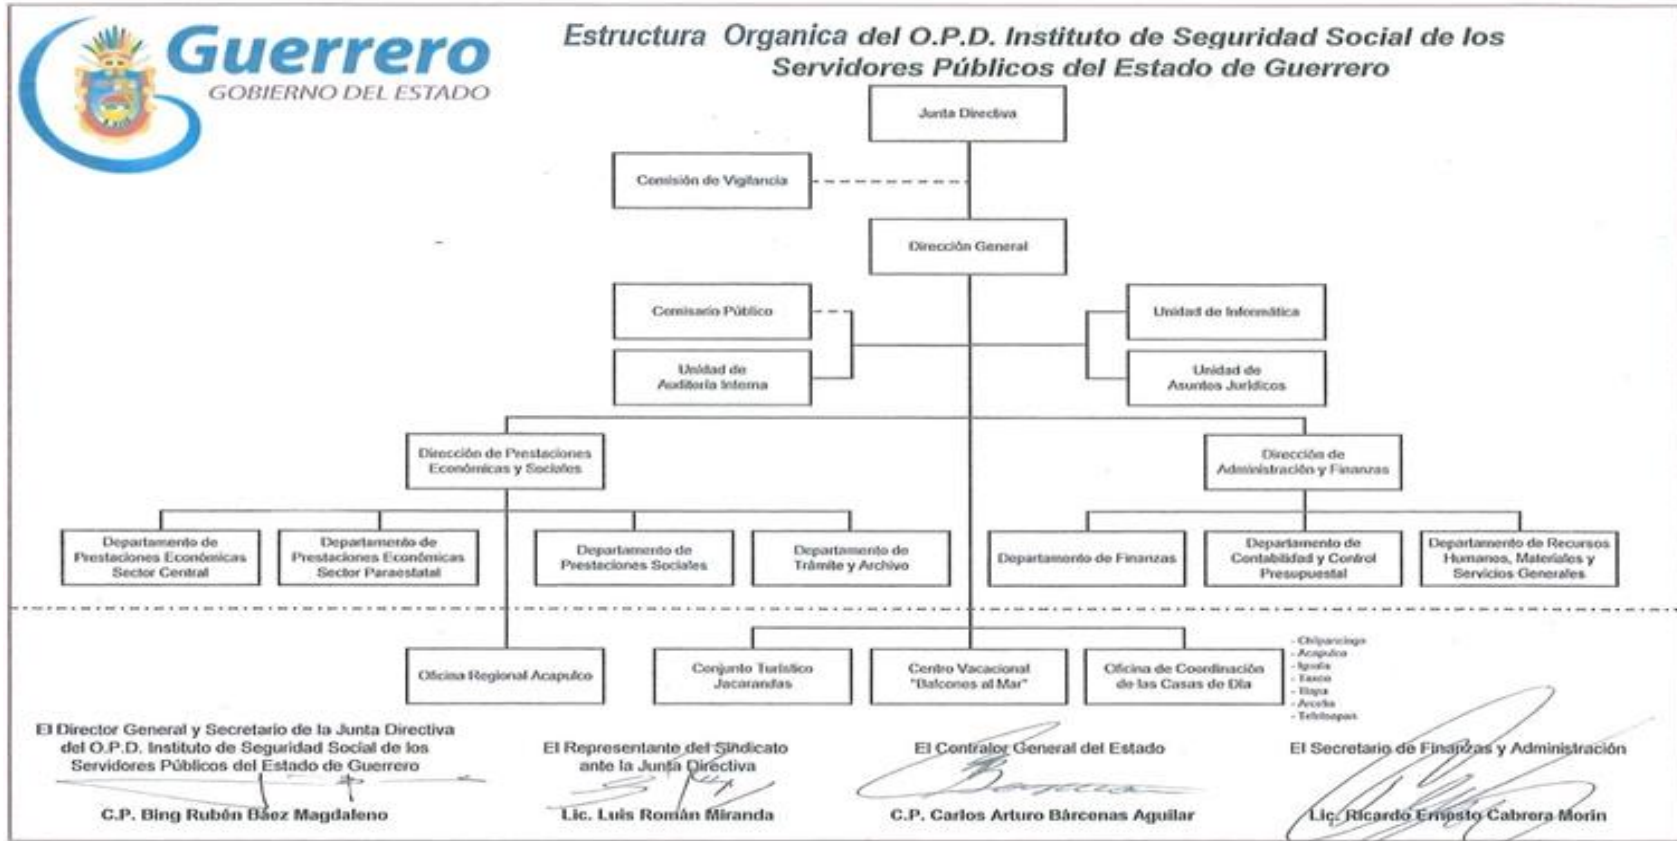 Guerrero
GOBIERNO DEL ESTADO
Estructura Organica del O.P.D. Instituto de Seguridad Social de los
Servidores Públicos del Estado de Guerrero
Junta Directiva
Comisión de Vigilancia
Dirección General
Comisario Público
Unidad de Informática
Unidad de
Auditoría Interna
Unidad de
Asuntos Jurídicos
Dirección de Prestaciones
Económicas y Sociales
Dirección de
Administración y Finanzas
Departamento de
Prestaciones Económicas
Sector Central
Departamento de
Prestaciones Económicas
Sector Paraestatal
Departamento de
Prestaciones Sociales
Departamento de
Trámite y Archivo
Departamento de Finanzas
Departamento de
Contabilidad y Control
Presupuestal
Departamento de Recursos
Humanos, Materiales y
Servicios Generales
Oficina Regional Acapulco
Conjunto Turístico
Jacarandas
Centro Vacacional
"Balcones al Mar"
Oficina de Coordinación
de las Casas de Día
- Chilpancingo
- Acapulco
- Iguala
- Taxco
- Tlapa
- Arcelia
- Teloloapan
El Director General y Secretario de la Junta Directiva
del O.P.D. Instituto de Seguridad Social de los
Servidores Públicos del Estado de Guerrero
C.P. Bing Rubén Báez Magdaleno
El Representante del Sindicato
ante la Junta Directiva
Lic. Luis Román Miranda
El Contralor General del Estado
C.P. Carlos Arturo Bárcenas Aguilar
El Secretario de Finanzas y Administración
Lic. Ricardo Ernesto Cabrera Morin